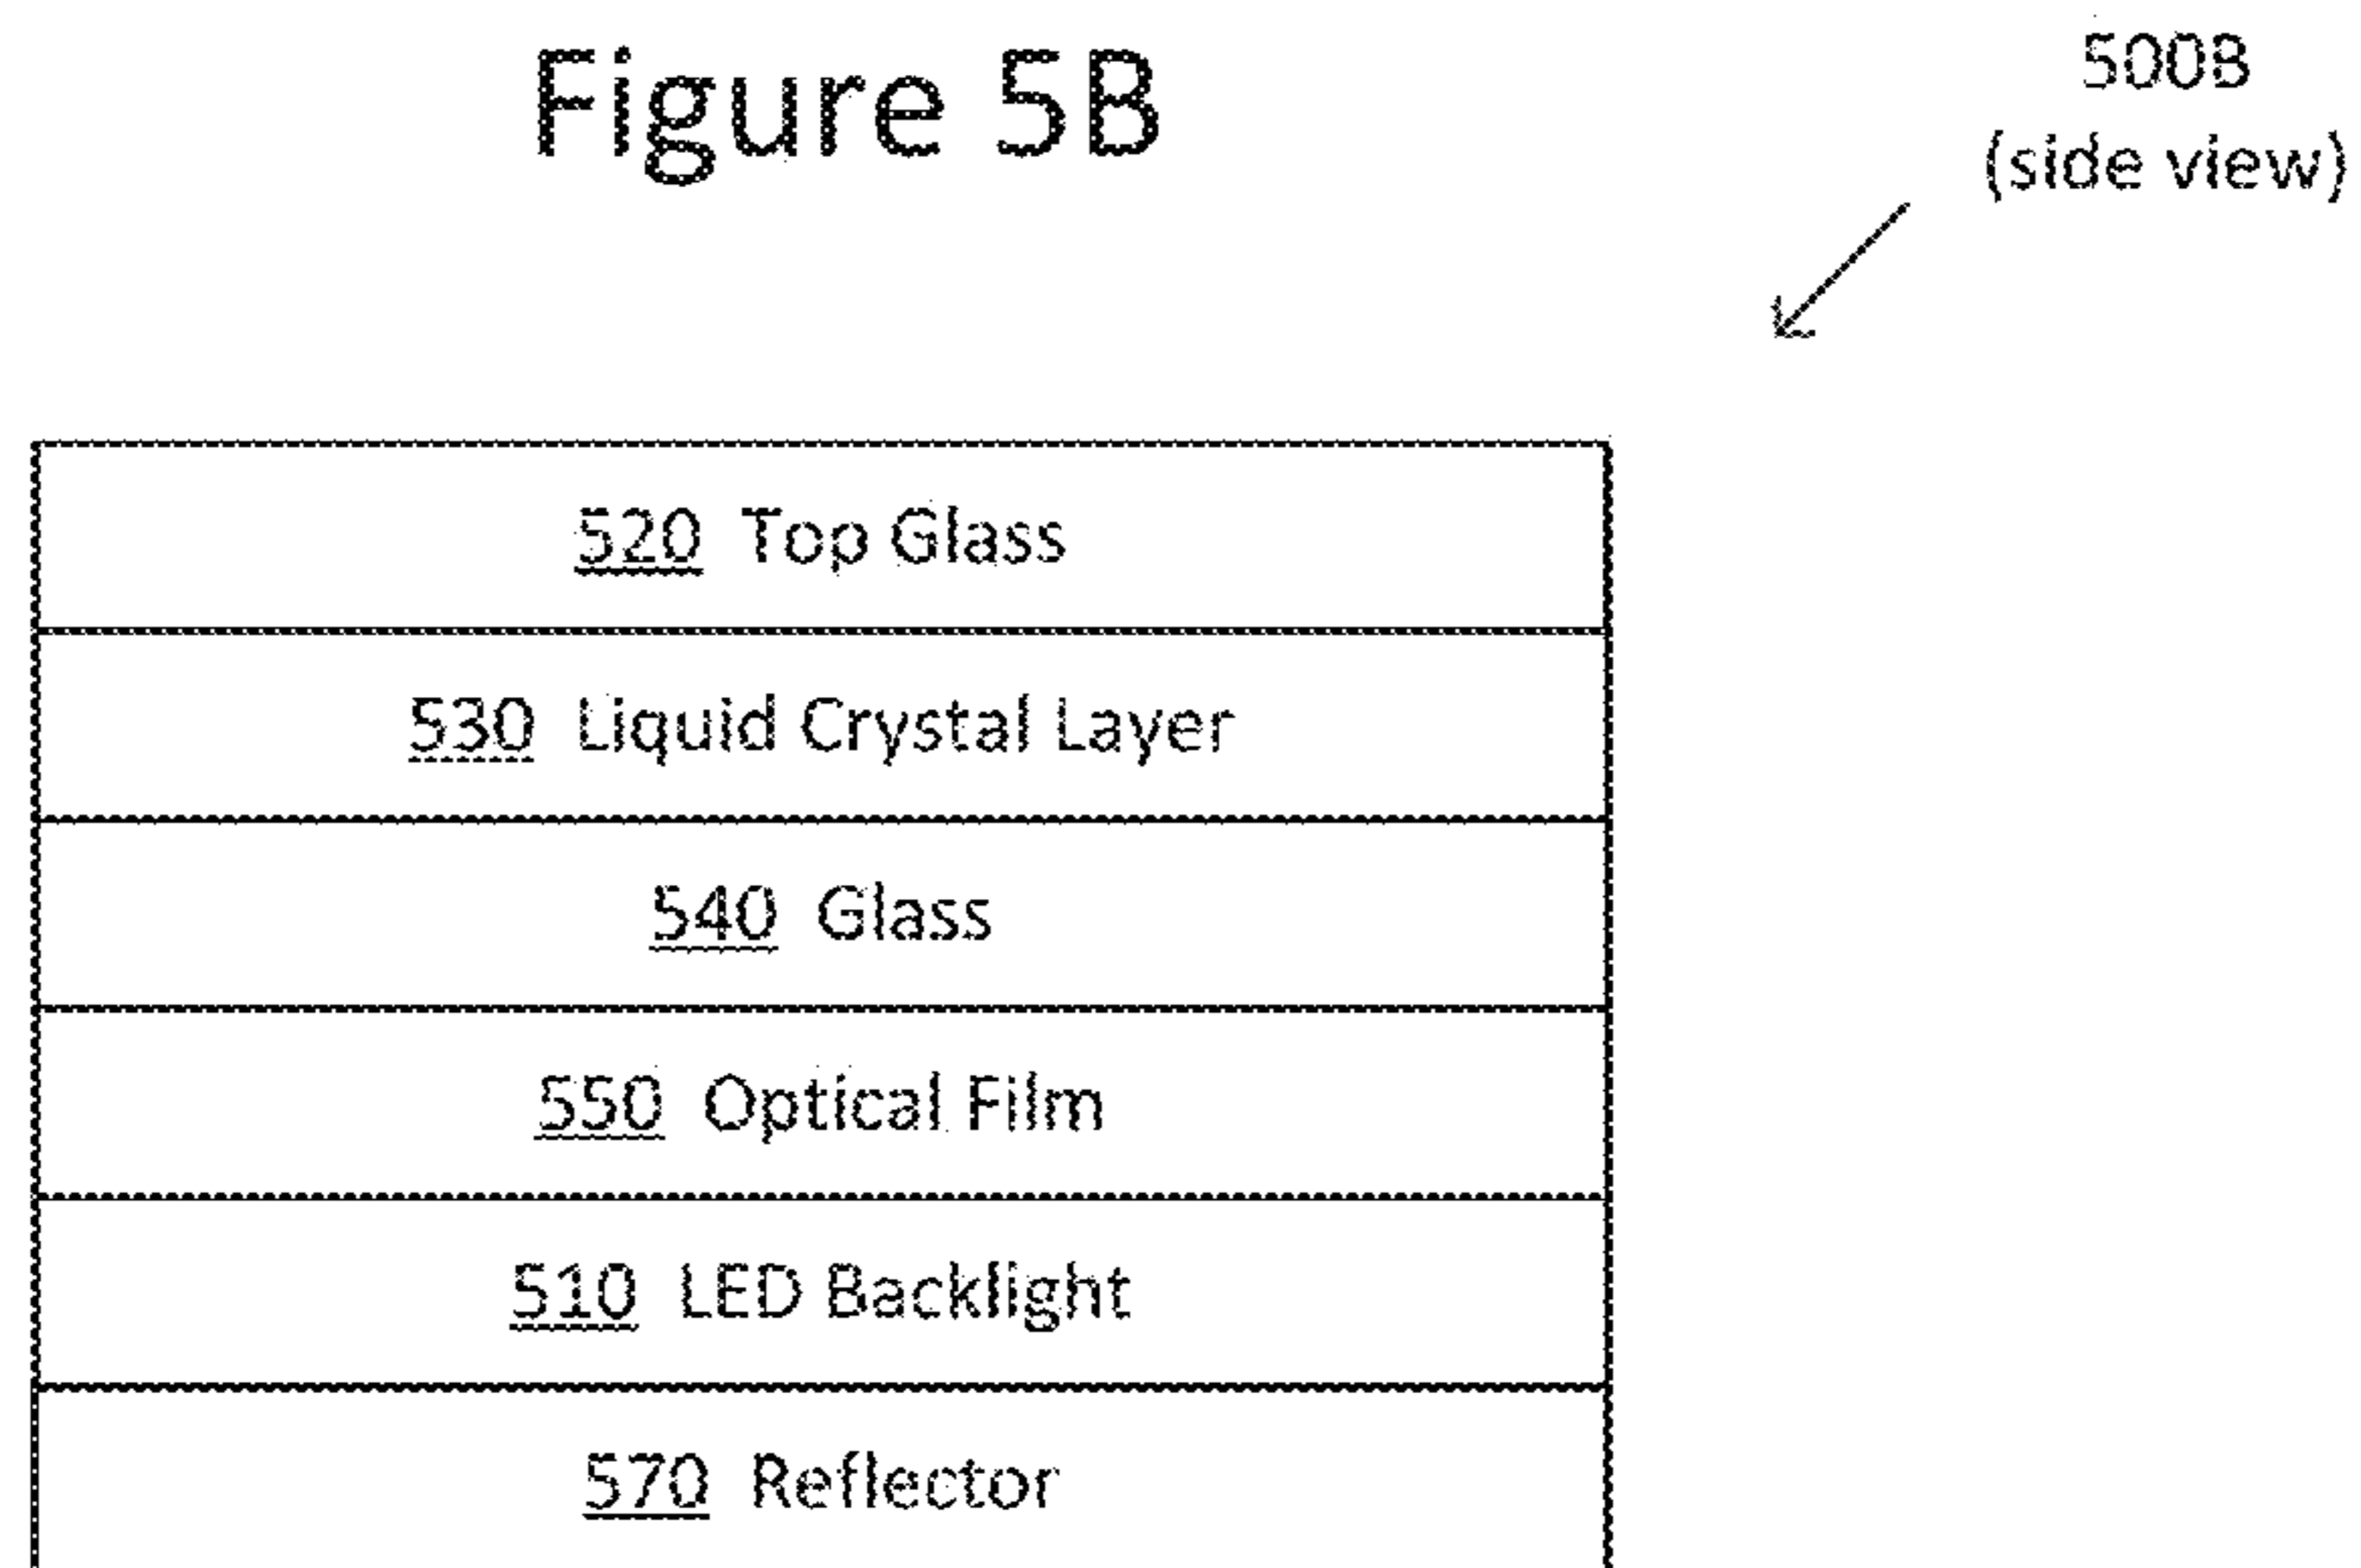 Figure 5B
500B
(side view)
520 Top Glass
530 Liquid Crystal Layer
540 Glass
550 Optical Film
510 LED Backlight
570 Reflector